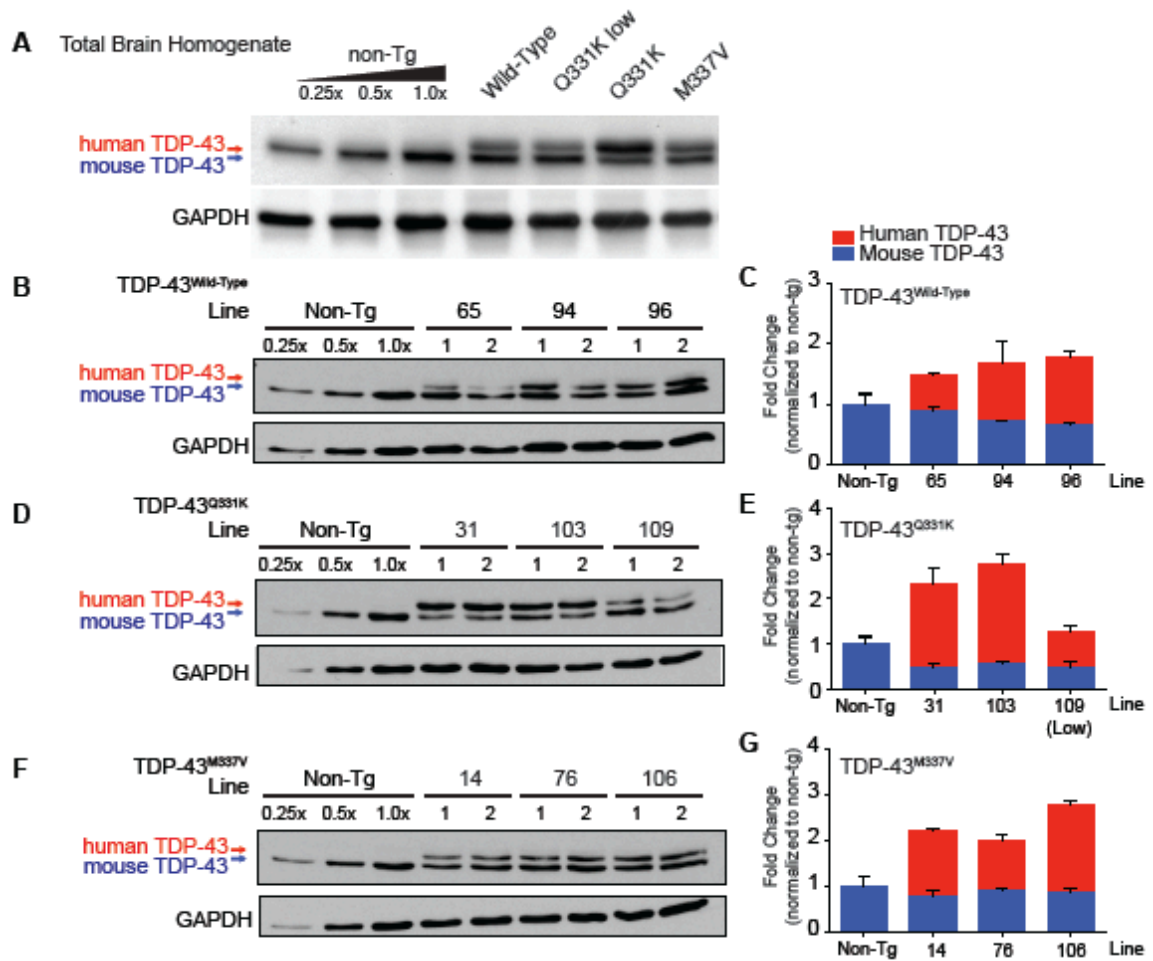 A Total Brain Homogenate
non-Tg
0.25x 0.5x 1.0x
Wild-Type
Q331K low
Q331K
M337V
human TDP-43
mouse TDP-43
GAPDH
Human TDP-43
Mouse TDP-43
B TDP-43Wild-Type
Line Non-Tg 65 94 96
0.25x 0.5x 1.0x 1 2 1 2 1 2
human TDP-43
mouse TDP-43
GAPDH
C
TDP-43Wild-Type
Fold Change
(normalized to non-tg)
3
2
1
0
Non-Tg 65 94 96 Line
D TDP-43Q331K
Line Non-Tg 31 103 109
0.25x 0.5x 1.0x 1 2 1 2 1 2
human TDP-43
mouse TDP-43
GAPDH
E
TDP-43Q331K
Fold Change
(normalized to non-tg)
4
3
2
1
0
Non-Tg 31 103 109 Line
(Low)
F TDP-43M337V
Line Non-Tg 14 76 106
0.25x 0.5x 1.0x 1 2 1 2 1 2
human TDP-43
mouse TDP-43
GAPDH
G
TDP-43M337V
Fold Change
(normalized to non-tg)
4
3
2
1
0
Non-Tg 14 76 106 Line